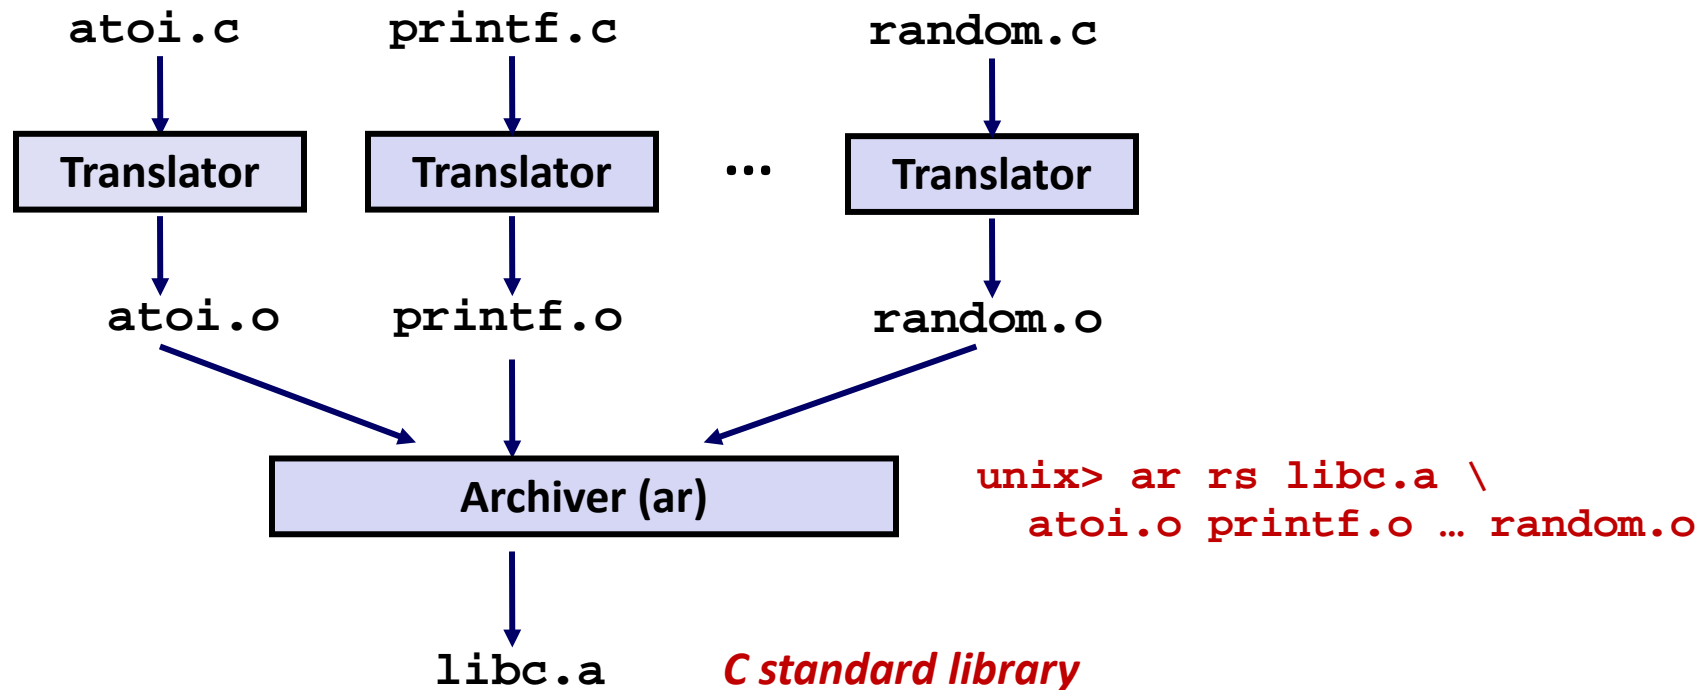 atoi.c printf.c random.c
Translator Translator ... Translator
atoi.o printf.o random.o
Archiver (ar)
unix> ar rs libc.a \
atoi.o printf.o … random.o
libc.a C standard library